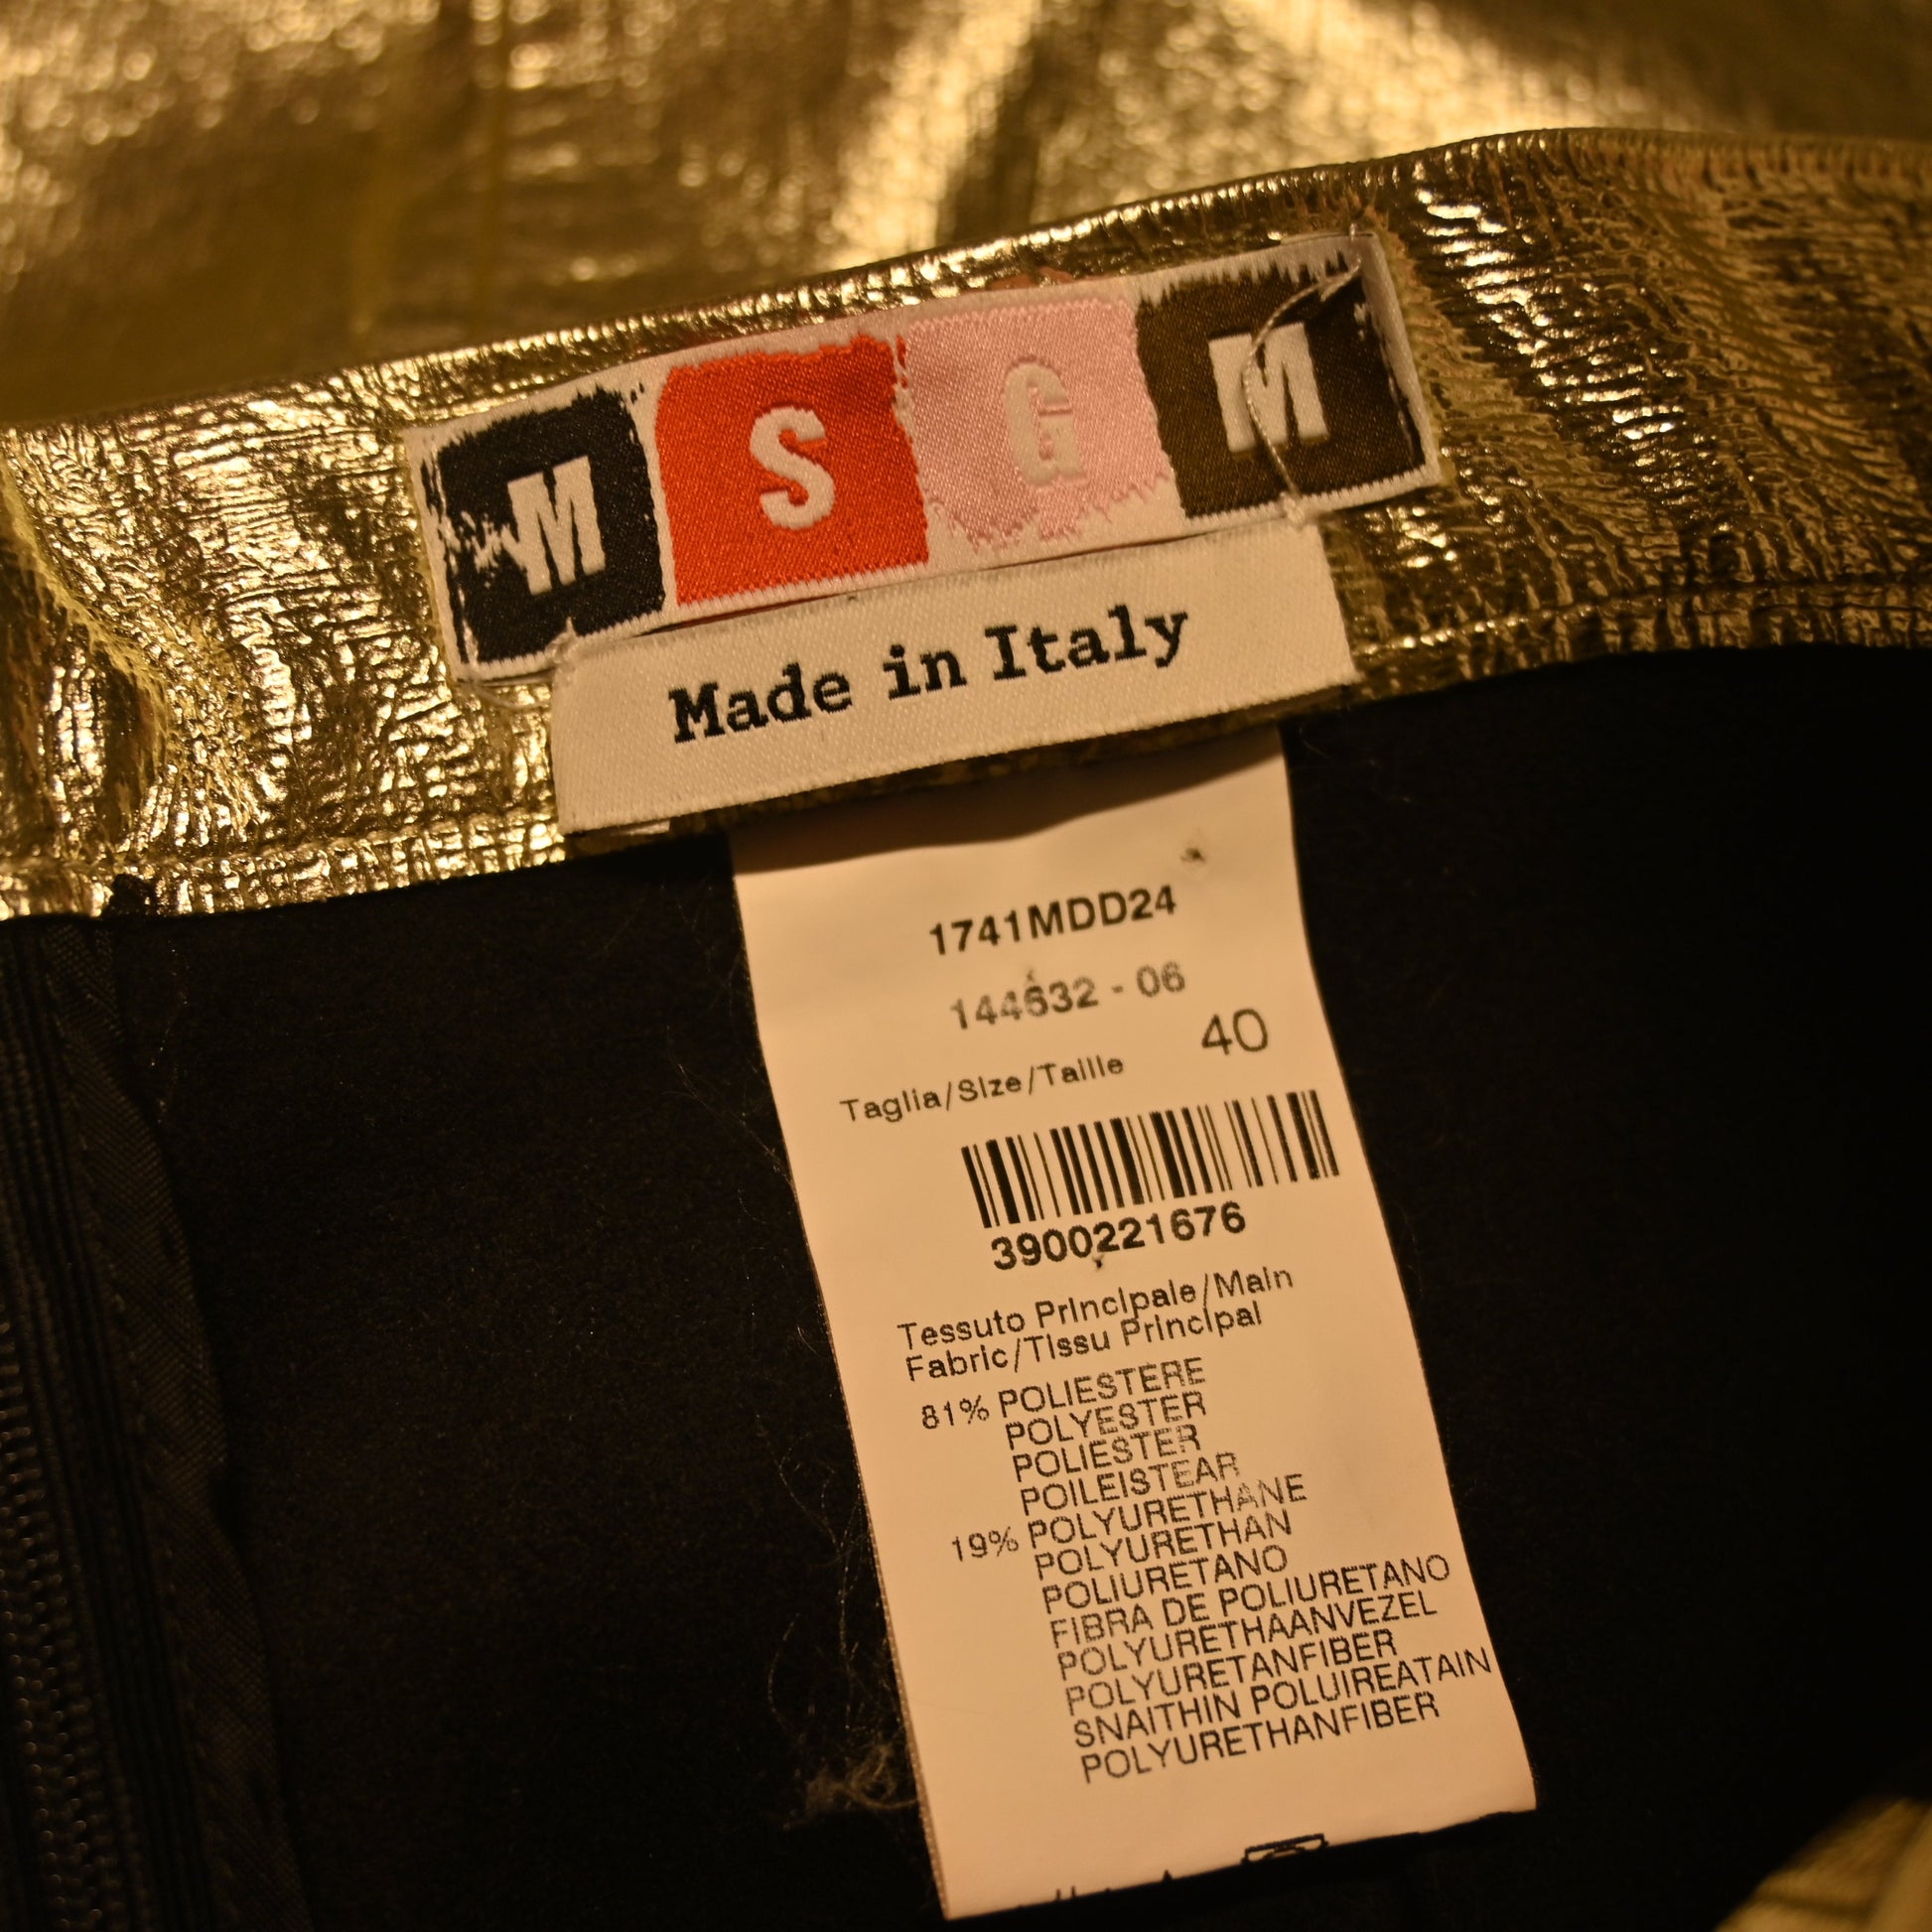 MSGM
Made in Italy
1741MDD24
144632 - 06
Taglia/Size/Taille 40
3900221676
Tessuto Principale/Main
Fabric/Tissu Principal
81% POLIESTERE
POLYESTER
POLIESTER
POILEISTEAR
19% POLYURETHANE
POLYURETHAN
POLIURETANO
FIBRA DE POLIURETANO
POLYURETHAANVEZEL
POLYURETANFIBER
SNAITHIN POLUIREATAIN
POLYURETHANFIBER